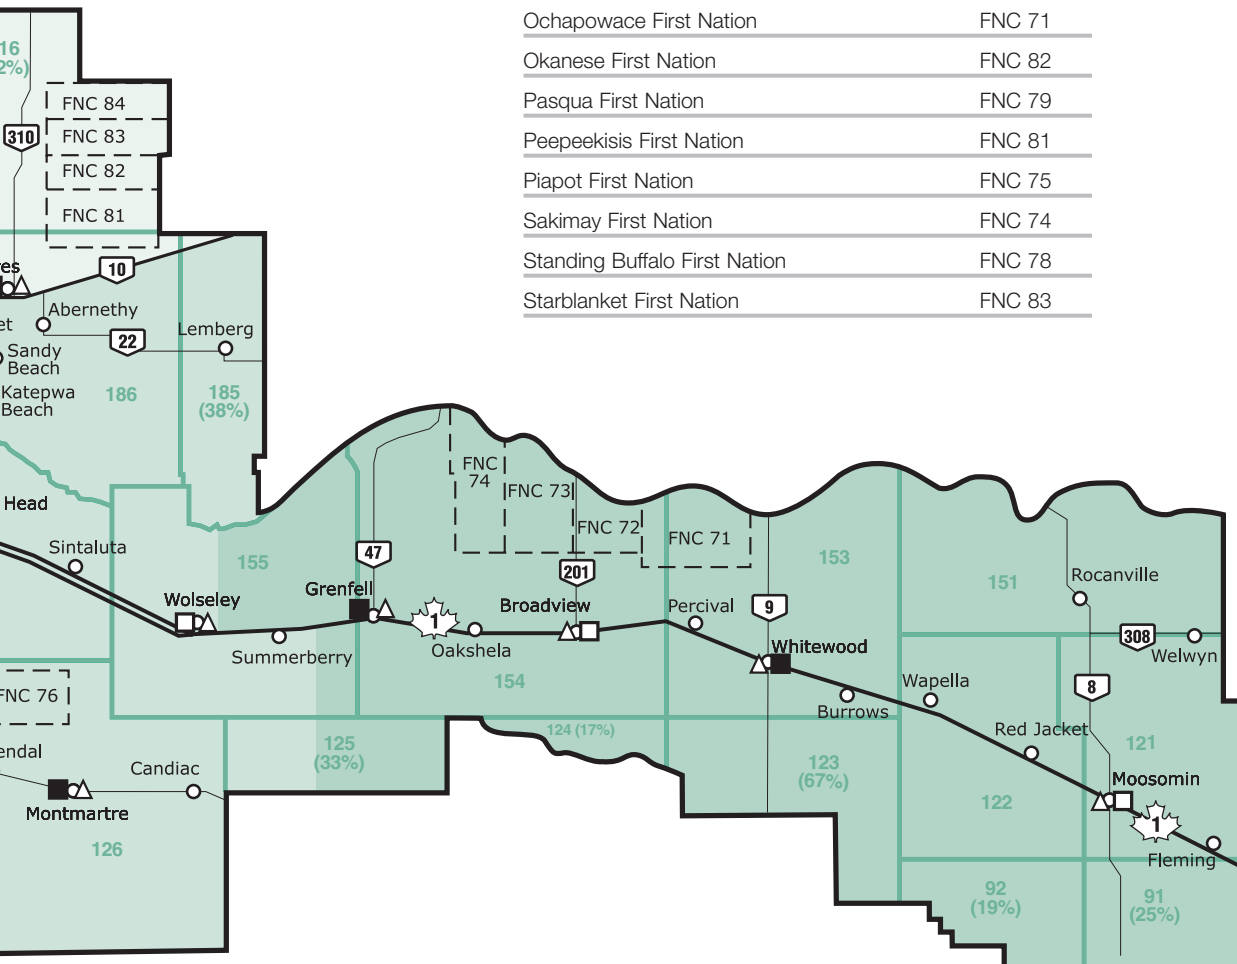 Ochapowace First Nation FNC 71
Okanese First Nation FNC 82
Pasqua First Nation FNC 79
Peepeekisis First Nation FNC 81
Piapot First Nation FNC 75
Sakimay First Nation FNC 74
Standing Buffalo First Nation FNC 78
Starblanket First Nation FNC 83
16
2%)
FNC 84
310
FNC 83
FNC 82
FNC 81
res
10
Abernethy
et
22
Lemberg
Sandy
Beach
Katepwa
Beach
186
185
(38%)
Head
Sintaluta
155
47
FNC
74
FNC 73
FNC 72
FNC 71
201
Wolseley
Grenfell
1
Broadview
Percival
9
153
151
Rocanville
Summerberry
Oakshela
Whitewood
308
Welwyn
FNC 76
154
Burrows
Wapella
8
124 (17%)
Red Jacket
121
endal
125
(33%)
123
(67%)
Candiac
Moosomin
Montmartre
122
1
126
Fleming
92
(19%)
91
(25%)